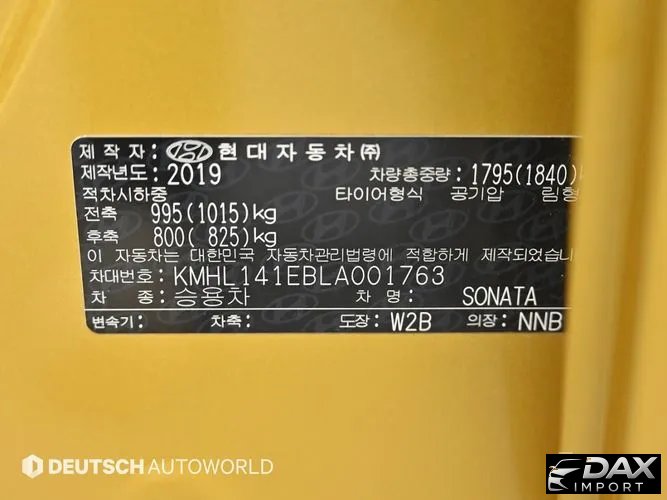 제 작 자: 현대자동차㈜
제작년도: 2019 차량총중량: 1795(1840)
적차시하중 타이어형식 공기압 림형
전축 995(1015)kg
후축 800( 825)kg
이 자동차는 대한민국 자동차관리법령에 적합하게 제작되었습
차대번호: KMHL141EBLA001763
차 종: 승용차 차 명: SONATA
변속기: 차축: 도장: W2B 의장: NNB
DEUTSCH AUTOWORLD
DAX
IMPORT